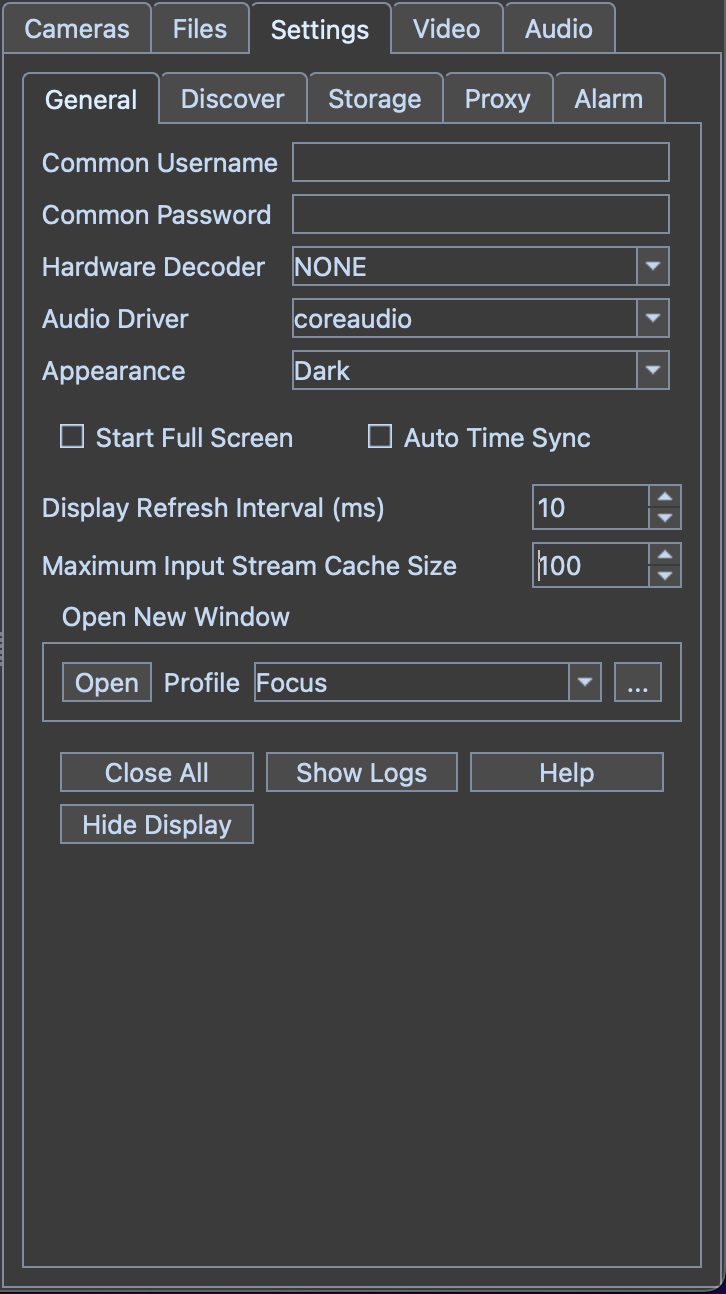 Cameras Files Settings Video Audio
General Discover Storage Proxy Alarm
Common Username
Common Password
Hardware Decoder NONE
Audio Driver coreaudio
Appearance Dark
Start Full Screen Auto Time Sync
Display Refresh Interval (ms) 10
Maximum Input Stream Cache Size 100
Open New Window
Open Profile Focus ...
Close All Show Logs Help
Hide Display